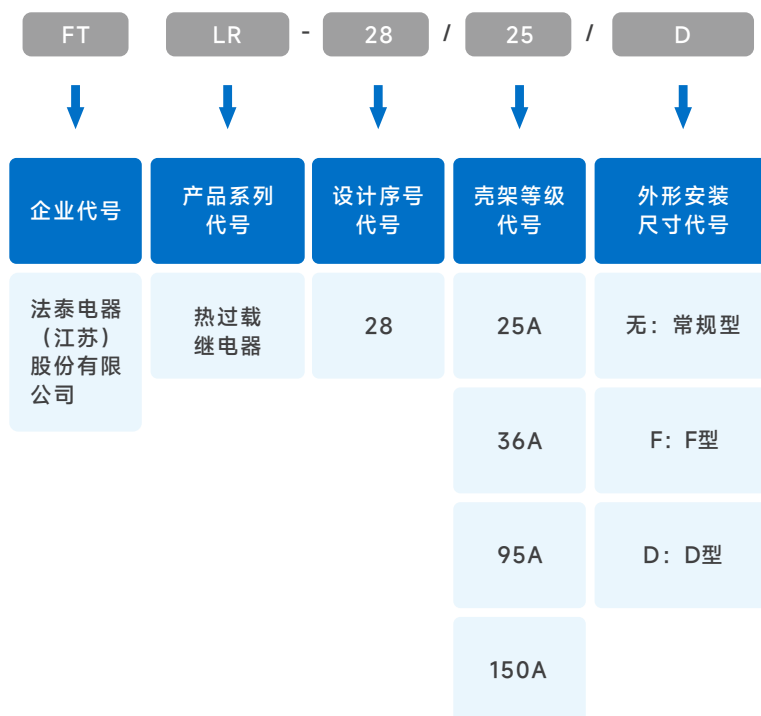 FT LR - 28 / 25 / D
企业代号
产品系列
代号
设计序号
代号
壳架等级
代号
外形安装
尺寸代号
法泰电器
（江苏）
股份有限
公司
热过载
继电器
28
25A
无：常规型
36A
F：F型
95A
D：D型
150A